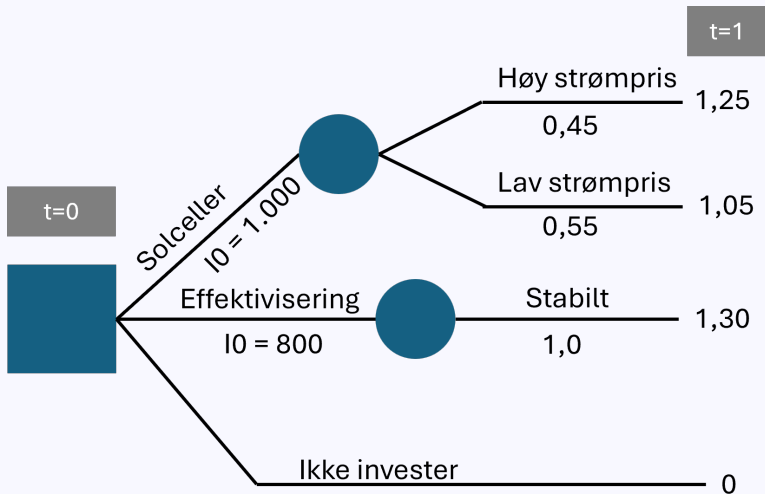 t=1
Høy strømpris
1,25
0,45
Lav strømpris
1,05
0,55
t=0
Solceller
I0 = 1.000
Effektivisering
I0 = 800
Stabilt
1,0
1,30
Ikke invester
0